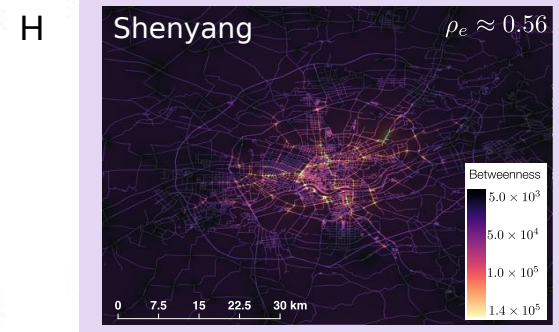 H
Shenyang
ρₑ ≈ 0.56
Betweenness
5.0 × 10³
5.0 × 10⁴
1.0 × 10⁵
1.4 × 10⁵
0 7.5 15 22.5 30 km